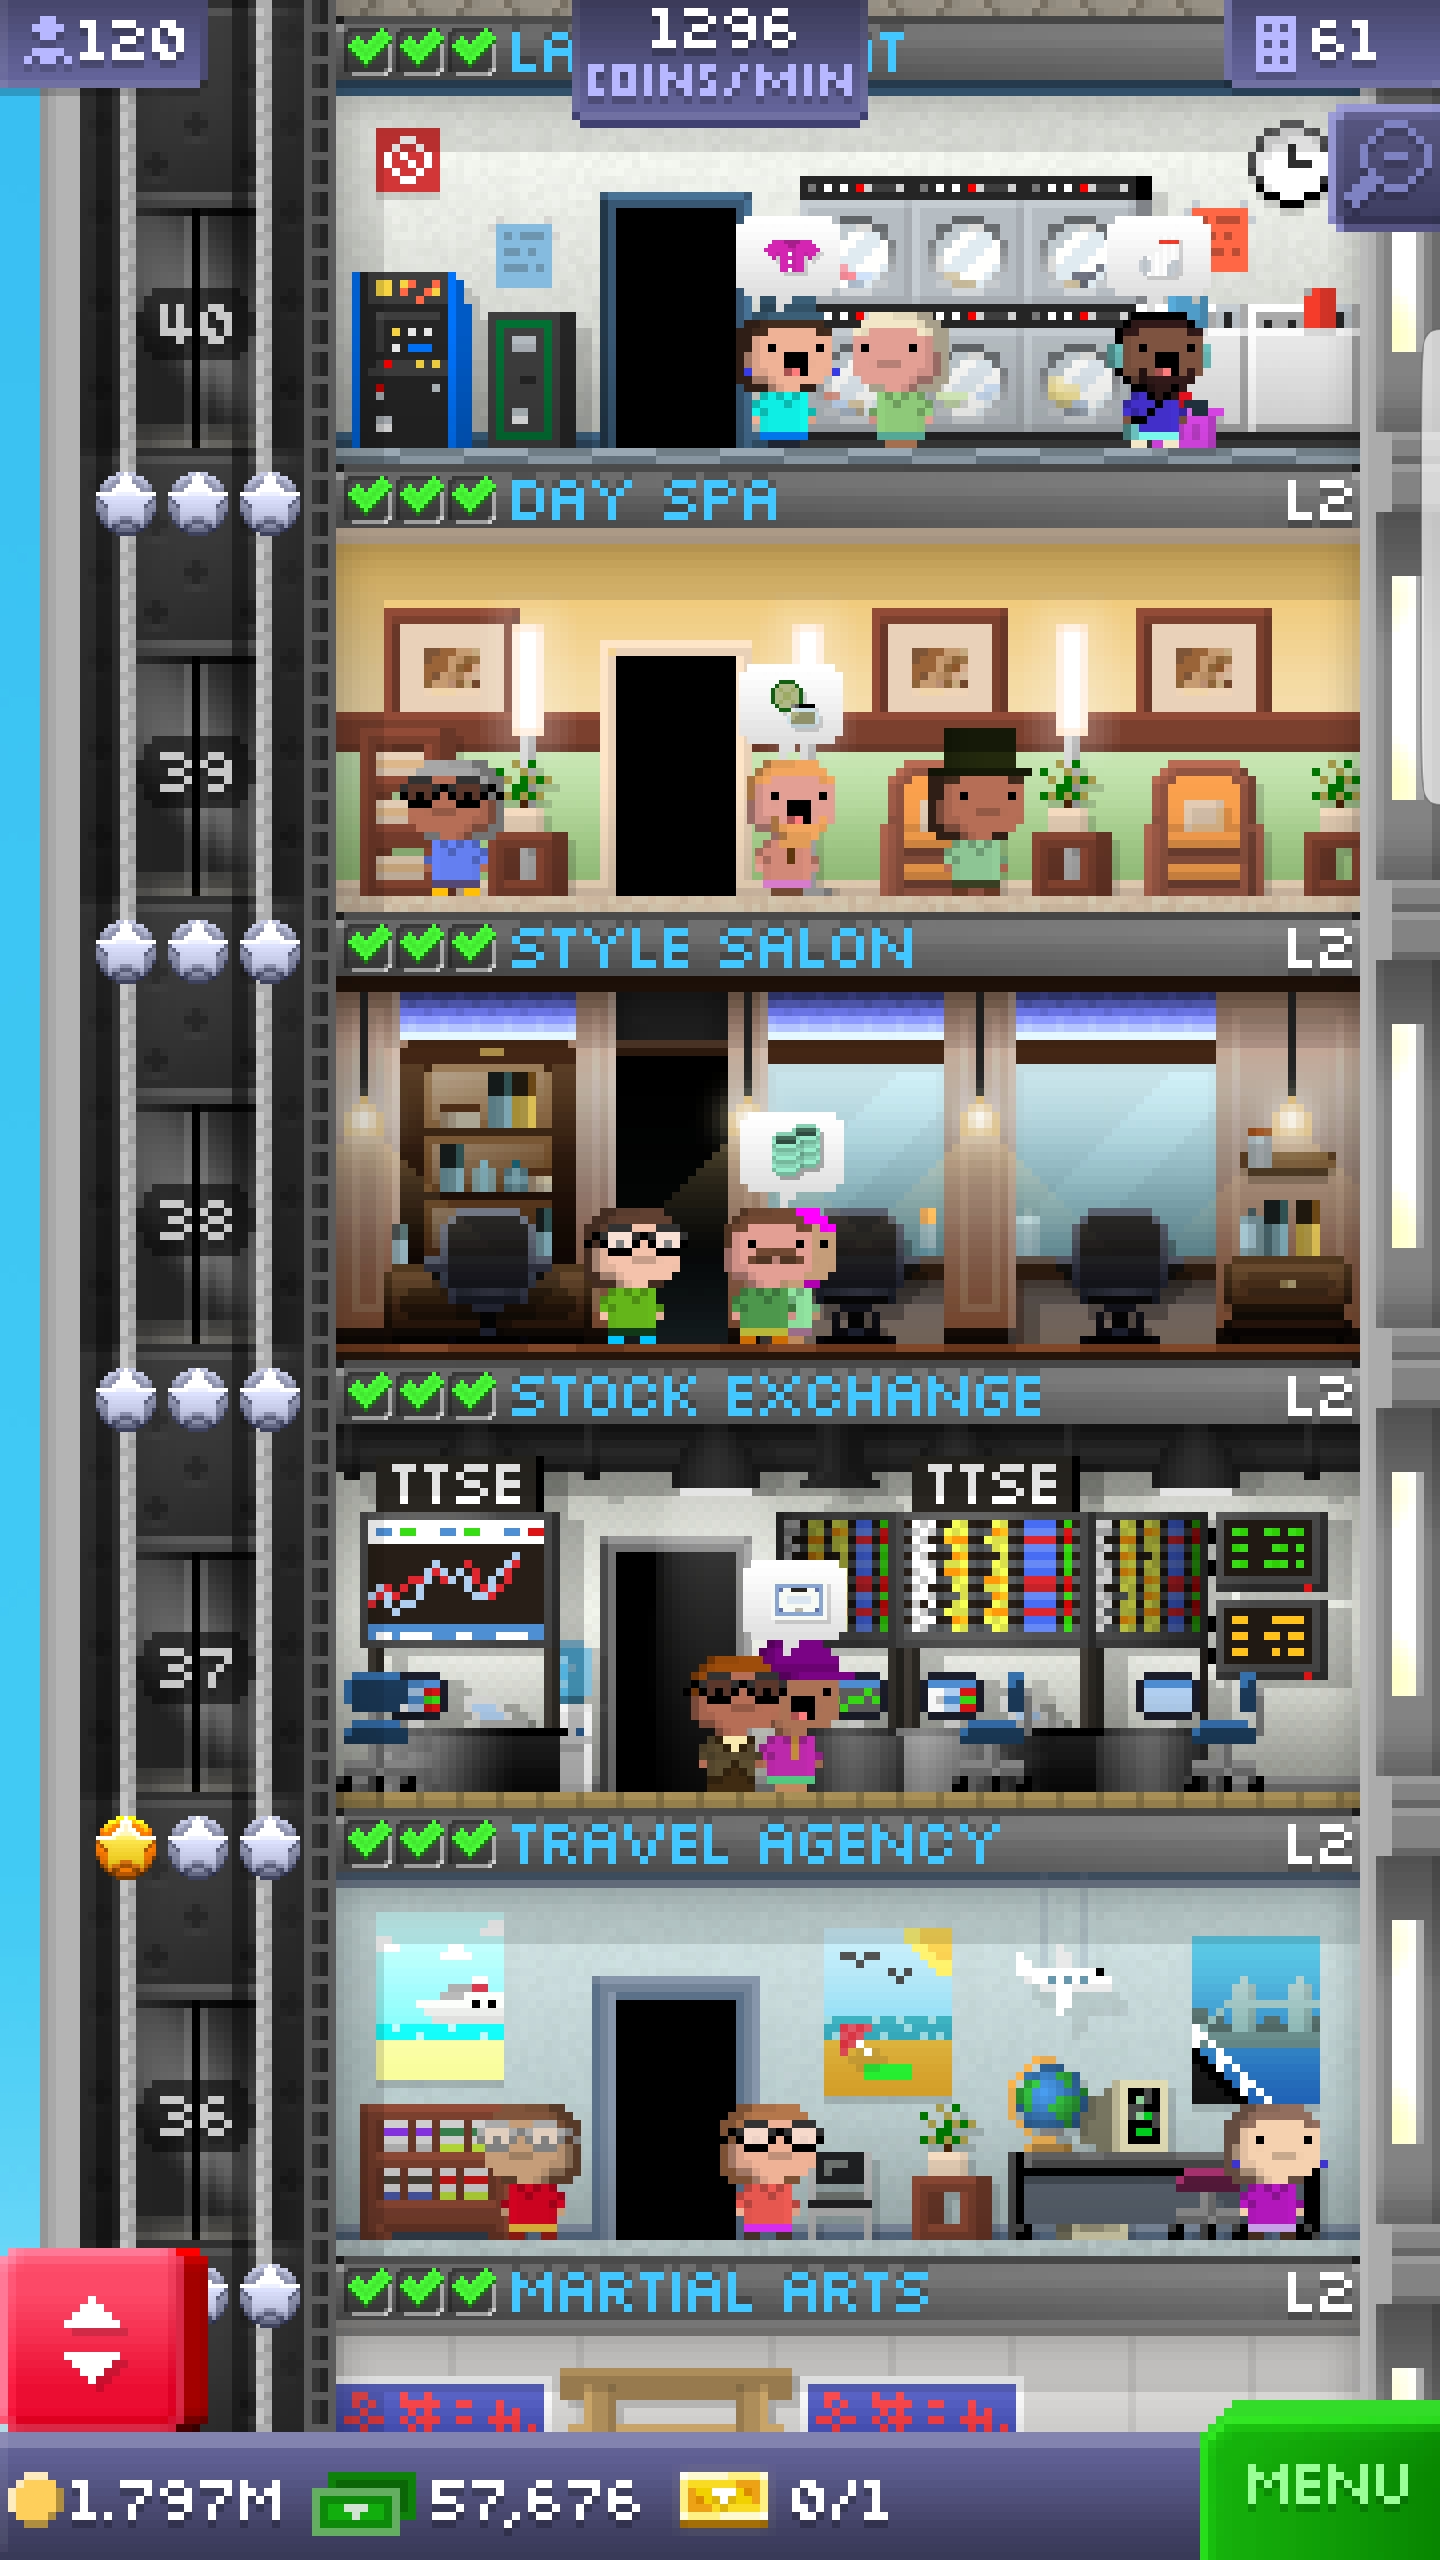 120
1296
COINS/MIN
61
LA
T
40
DAY SPA
L2
39
STYLE SALON
L2
38
STOCK EXCHANGE
L2
TTSE
TTSE
37
TRAVEL AGENCY
L2
36
MARTIAL ARTS
L2
1.797M
57,676
0/1
MENU